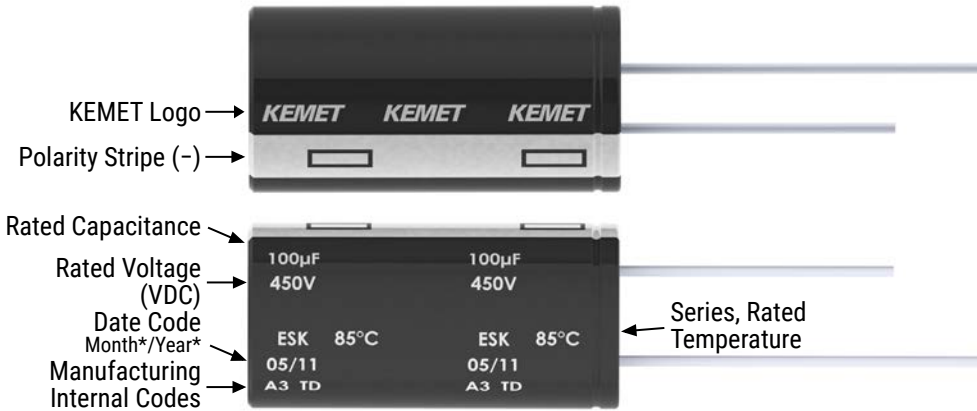 KEMET Logo
KEMET KEMET KEMET
Polarity Stripe (−)
Rated Capacitance
100µF 100µF
Rated Voltage
(VDC)
450V 450V
Date Code
Month*/Year*
ESK 85°C ESK 85°C
05/11 05/11
Manufacturing
Internal Codes
A3 TD A3 TD
Series, Rated
Temperature